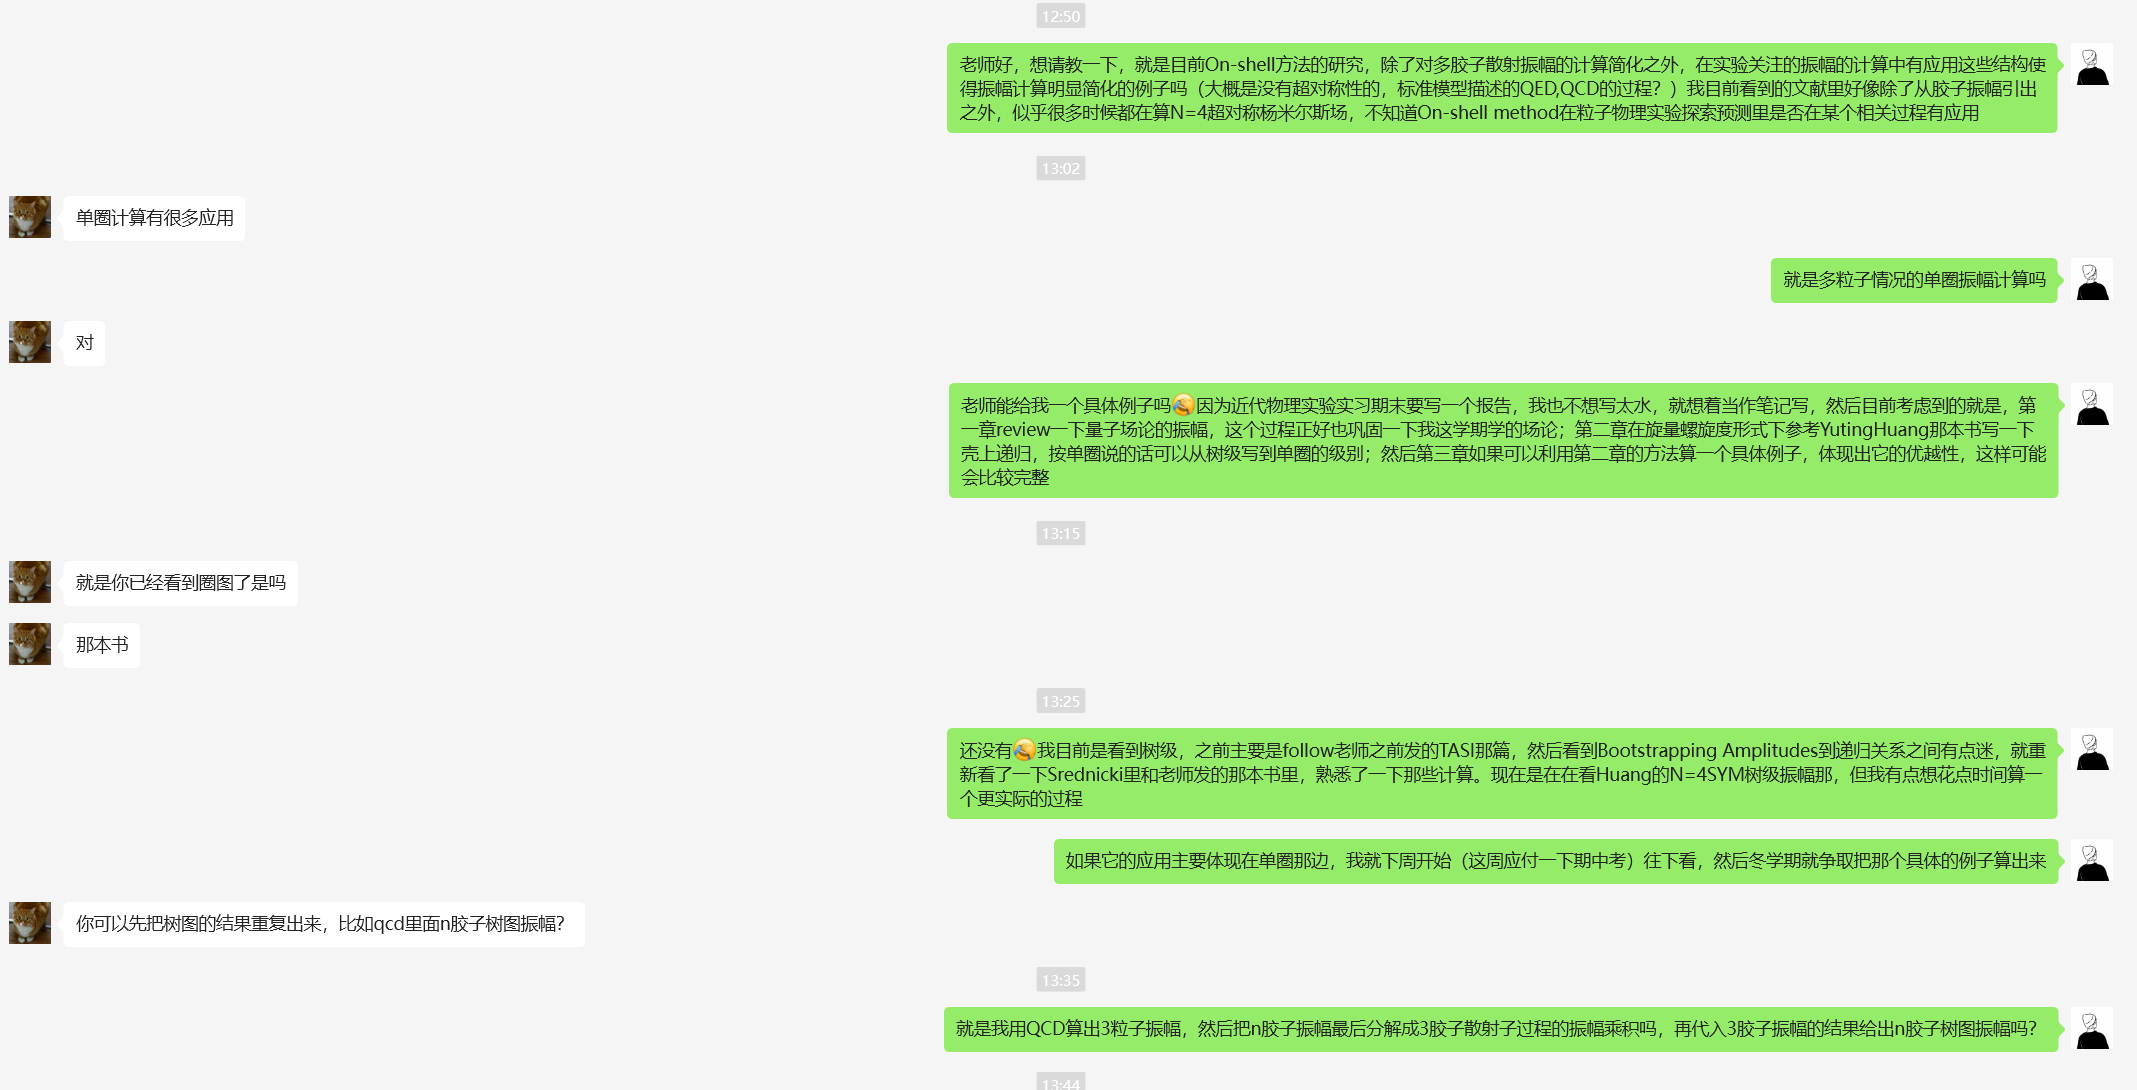 12:50
老师好，想请教一下，就是目前On-shell方法的研究，除了对多胶子散射振幅的计算简化之外，在实验关注的振幅的计算中有应用这些结构使
得振幅计算明显简化的例子吗（大概是没有超对称性的，标准模型描述的QED,QCD的过程？）我目前看到的文献里好像除了从胶子振幅引出
之外，似乎很多时候都在算N=4超对称杨米尔斯场，不知道On-shell method在粒子物理实验探索预测里是否在某个相关过程有应用
13:02
单圈计算有很多应用
就是多粒子情况的单圈振幅计算吗
对
老师能给我一个具体例子吗😂因为近代物理实验实习期末要写一个报告，我也不想写太水，就想着当作笔记写，然后目前考虑到的就是，第
一章review一下量子场论的振幅，这个过程正好也巩固一下我这学期学的场论；第二章在旋量螺旋度形式下参考YutingHuang那本书写一下
壳上递归，按单圈说的话可以从树级写到单圈的级别；然后第三章如果可以利用第二章的方法算一个具体例子，体现出它的优越性，这样可能
会比较完整
13:15
就是你已经看到圈图了是吗
那本书
13:25
还没有😂我目前是看到树级，之前主要是follow老师之前发的TASI那篇，然后看到Bootstrapping Amplitudes到递归关系之间有点迷，就重
新看了一下Srednicki里和老师发的那本书里，熟悉了一下那些计算。现在是在在看Huang的N=4SYM树级振幅那，但我有点想花点时间算一
个更实际的过程
如果它的应用主要体现在单圈那边，我就下周开始（这周应付一下期中考）往下看，然后冬学期就争取把那个具体的例子算出来
你可以先把树图的结果重复出来，比如qcd里面n胶子树图振幅？
13:35
就是我用QCD算出3粒子振幅，然后把n胶子振幅最后分解成3胶子散射子过程的振幅乘积吗，再代入3胶子振幅的结果给出n胶子树图振幅吗？
13:44